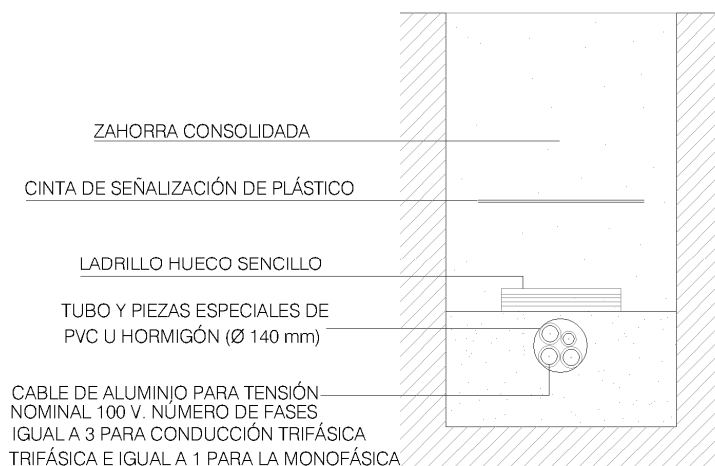 ZAHORRA CONSOLIDADA
CINTA DE SEÑALIZACIÓN DE PLÁSTICO
LADRILLO HUECO SENCILLO
TUBO Y PIEZAS ESPECIALES DE
PVC U HORMIGÓN (Ø 140 mm)
CABLE DE ALUMINIO PARA TENSIÓN
NOMINAL 100 V. NÚMERO DE FASES
IGUAL A 3 PARA CONDUCCIÓN TRIFÁSICA
TRIFÁSICA E IGUAL A 1 PARA LA MONOFÁSICA